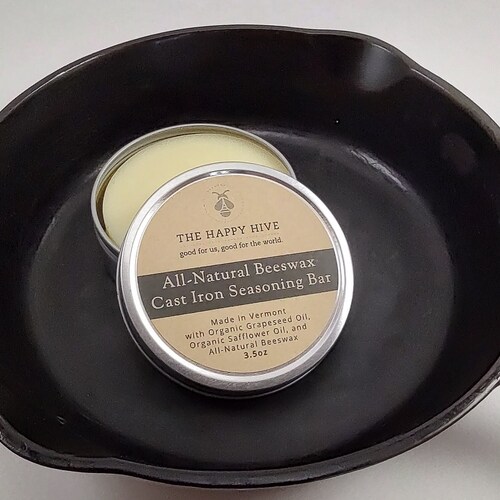 THE HAPPY HIVE
good for us, good for the world.
All-Natural Beeswax
Cast Iron Seasoning Bar
Made in Vermont
with Organic Grapeseed Oil,
Organic Safflower Oil, and
All-Natural Beeswax
3.5oz